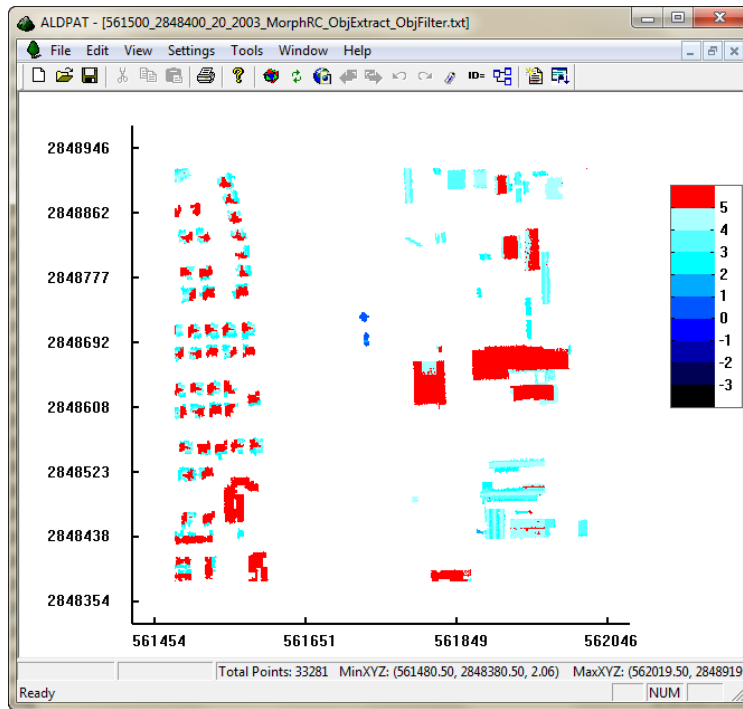 ALDPAT - [561500_2848400_20_2003_MorphRC_ObjExtract_ObjFilter.txt]
File Edit View Settings Tools Window Help
ID=
2848946
2848862
2848777
2848692
2848608
2848523
2848438
2848354
561454 561651 561849 562046
5
4
3
2
1
0
-1
-2
-3
Total Points: 33281 MinXYZ: (561480.50, 2848380.50, 2.06) MaxXYZ: (562019.50, 2848919
Ready NUM